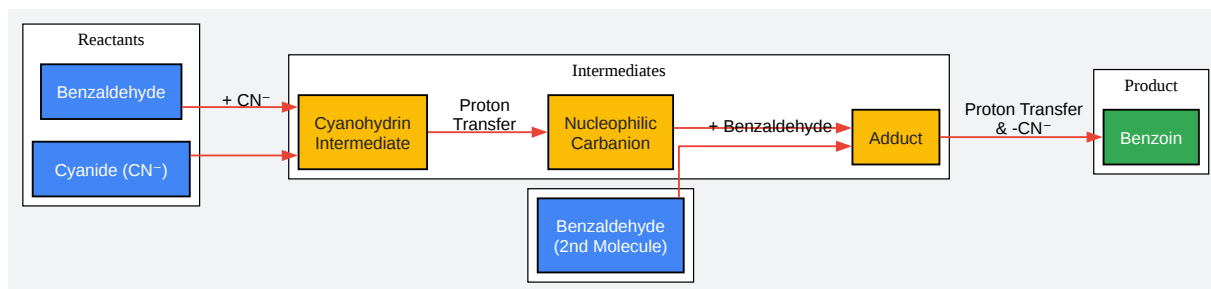 Reactants
Benzaldehyde
Cyanide (CN⁻)
+ CN⁻
Intermediates
Cyanohydrin
Intermediate
Proton
Transfer
Nucleophilic
Carbanion
+ Benzaldehyde
Adduct
Benzaldehyde
(2nd Molecule)
Proton Transfer
& -CN⁻
Product
Benzoin